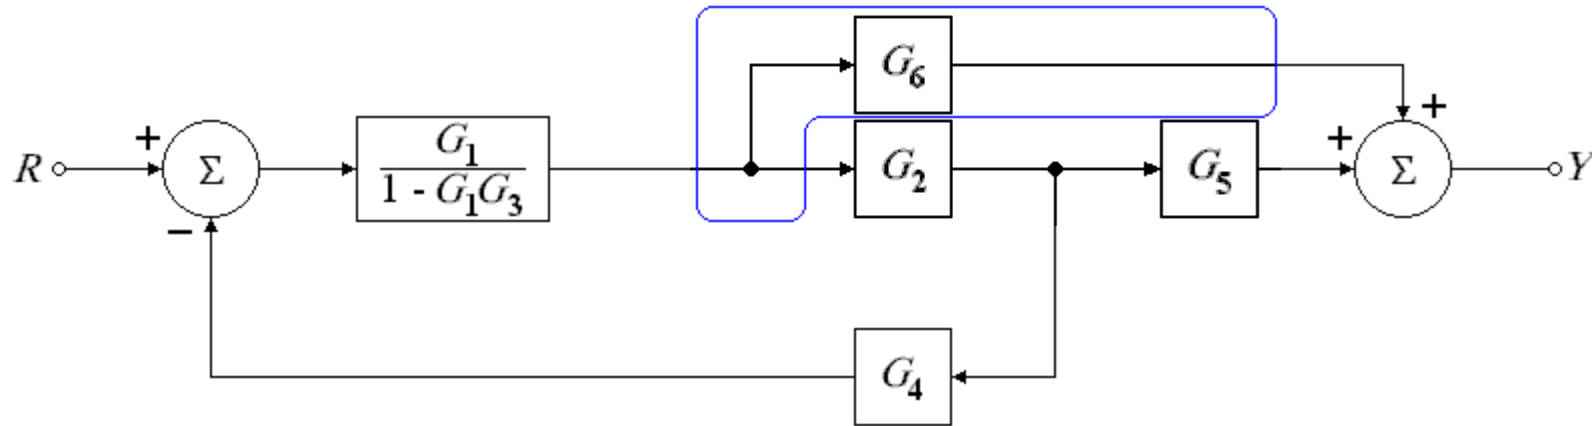 G₆
+
R
+
Σ
G₁
1 - G₁G₃
G₂
G₅
+
Σ
Y
−
G₄